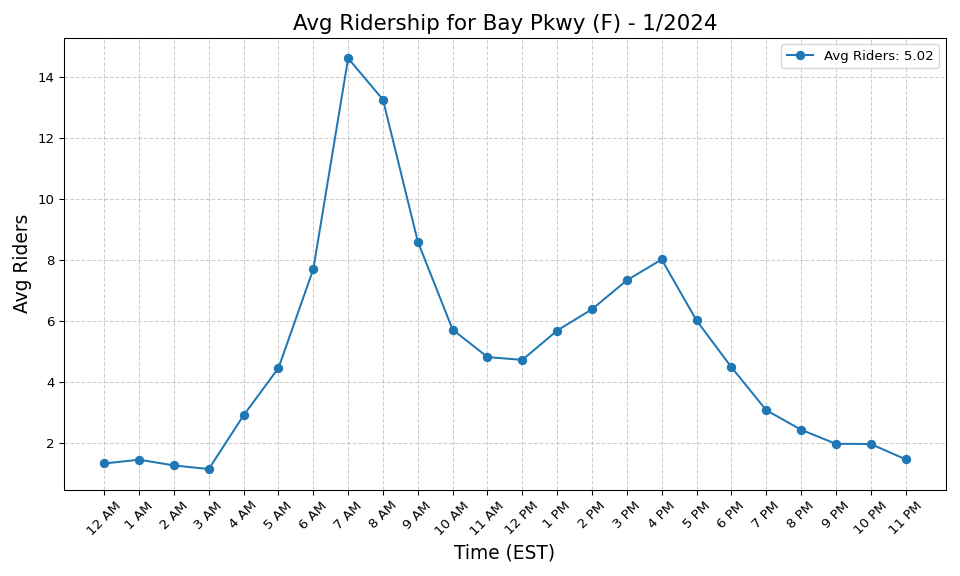 Avg Ridership for Bay Pkwy (F) - 1/2024
Avg Riders: 5.02
Avg Riders
14
12
10
8
6
4
2
12 AM
1 AM
2 AM
3 AM
4 AM
5 AM
6 AM
7 AM
8 AM
9 AM
10 AM
11 AM
12 PM
1 PM
2 PM
3 PM
4 PM
5 PM
6 PM
7 PM
8 PM
9 PM
10 PM
11 PM
Time (EST)